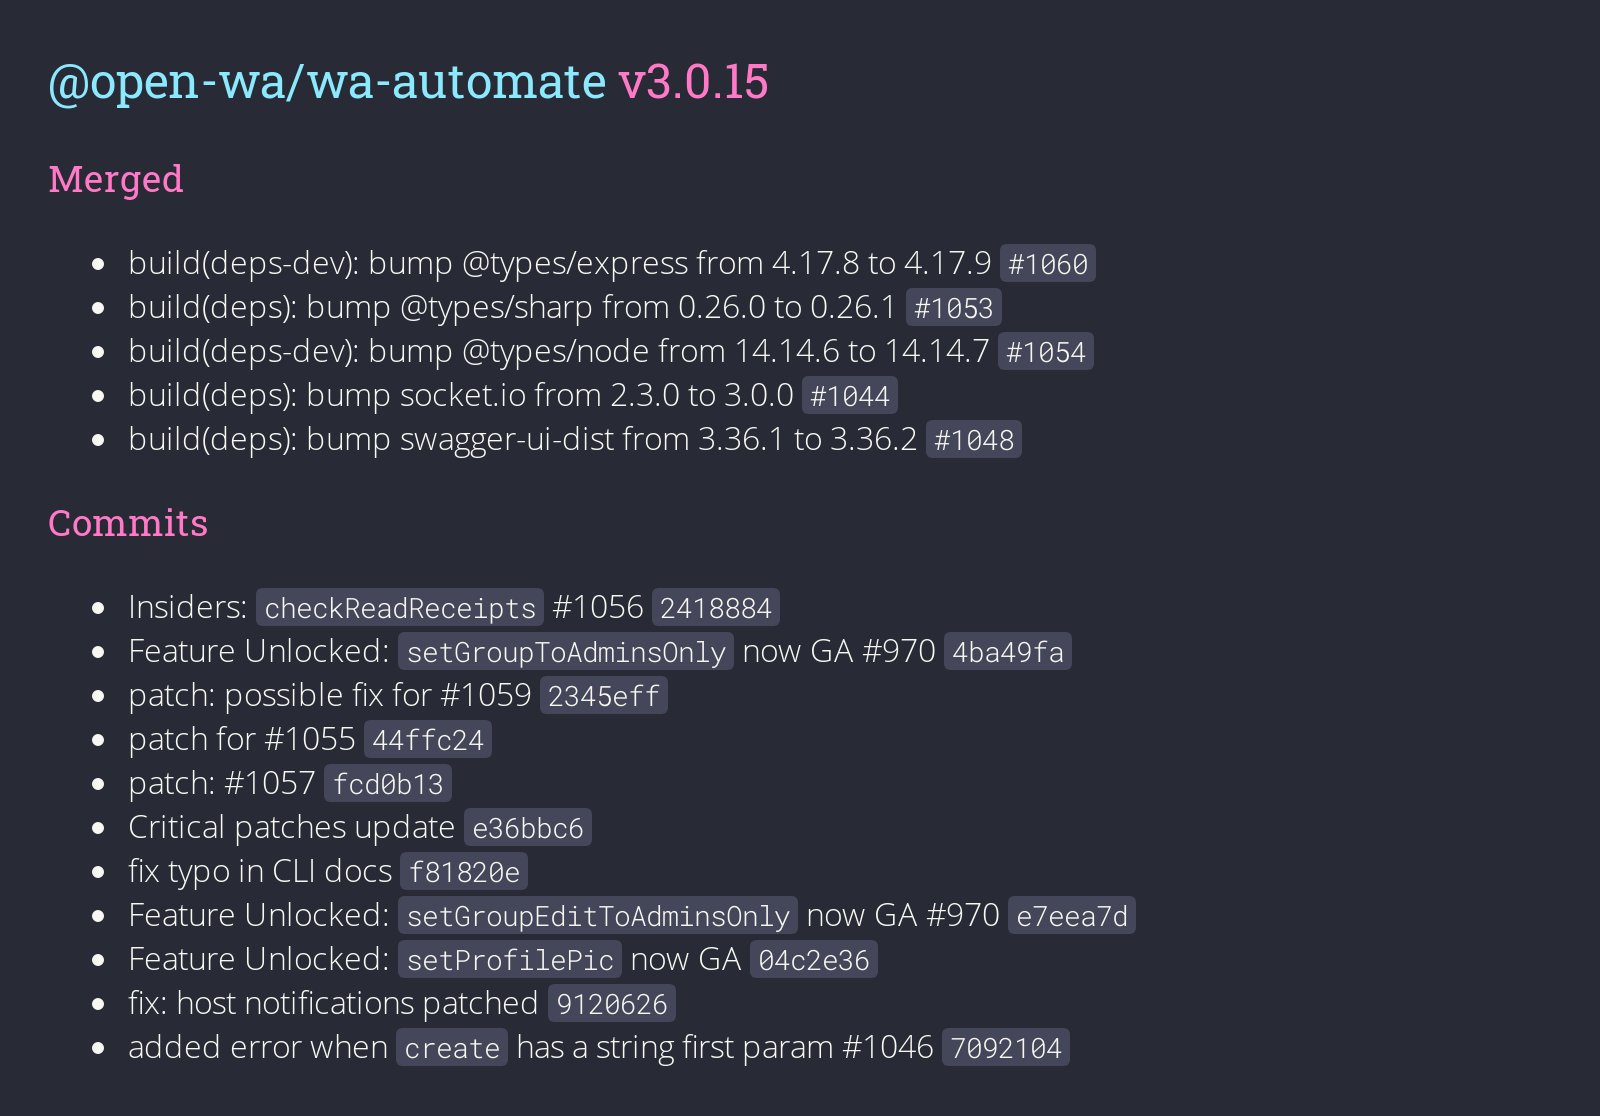 @open-wa/wa-automate v3.0.15
Merged
build(deps-dev): bump @types/express from 4.17.8 to 4.17.9 #1060
build(deps): bump @types/sharp from 0.26.0 to 0.26.1 #1053
build(deps-dev): bump @types/node from 14.14.6 to 14.14.7 #1054
build(deps): bump socket.io from 2.3.0 to 3.0.0 #1044
build(deps): bump swagger-ui-dist from 3.36.1 to 3.36.2 #1048
Commits
Insiders: checkReadReceipts #1056 2418884
Feature Unlocked: setGroupToAdminsOnly now GA #970 4ba49fa
patch: possible fix for #1059 2345eff
patch for #1055 44ffc24
patch: #1057 fcd0b13
Critical patches update e36bbc6
fix typo in CLI docs f81820e
Feature Unlocked: setGroupEditToAdminsOnly now GA #970 e7eea7d
Feature Unlocked: setProfilePic now GA 04c2e36
fix: host notifications patched 9120626
added error when create has a string first param #1046 7092104